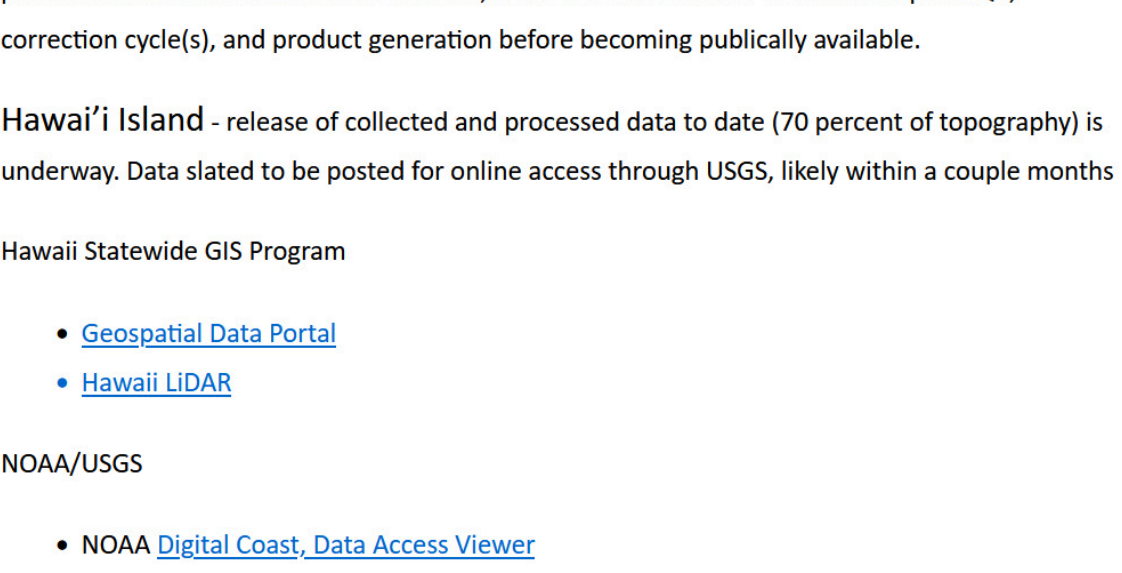 correction cycle(s), and product generation before becoming publically available.
Hawai’i Island - release of collected and processed data to date (70 percent of topography) is
underway. Data slated to be posted for online access through USGS, likely within a couple months
Hawaii Statewide GIS Program
• Geospatial Data Portal
• Hawaii LiDAR
NOAA/USGS
• NOAA Digital Coast, Data Access Viewer